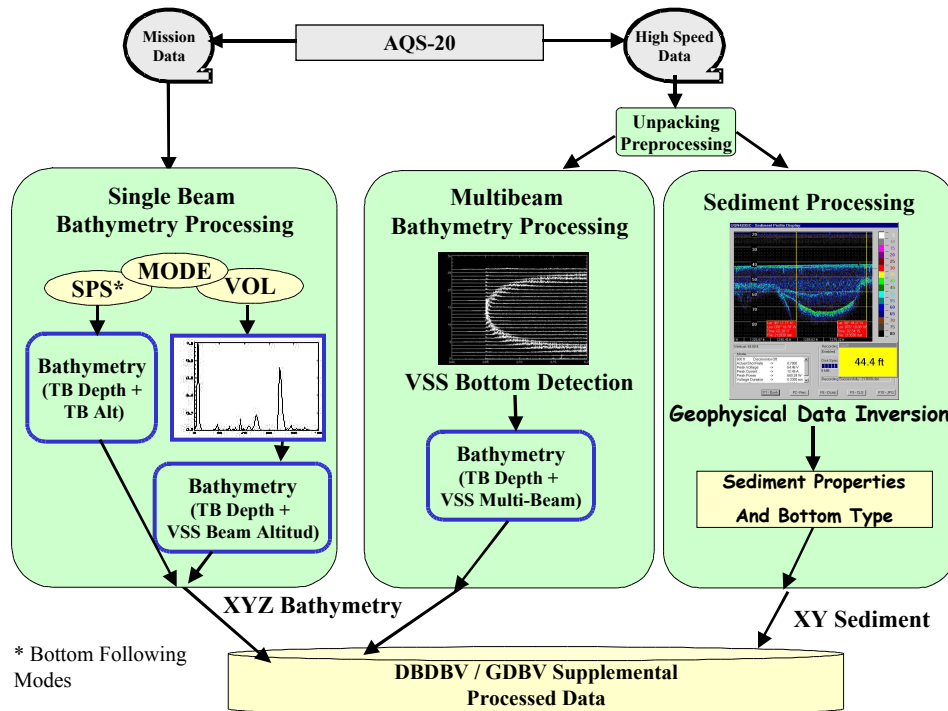 Mission
Data
AQS-20
High Speed
Data
Unpacking
Preprocessing
Single Beam
Bathymetry Processing
MODE
SPS*
VOL
Bathymetry
(TB Depth +
TB Alt)
Bathymetry
(TB Depth +
VSS Beam Altitud)
Multibeam
Bathymetry Processing
VSS Bottom Detection
Bathymetry
(TB Depth +
VSS Multi-Beam)
Sediment Processing
44.4 ft
Geophysical Data Inversion
Sediment Properties
And Bottom Type
XYZ Bathymetry
XY Sediment
* Bottom Following
Modes
DBDBV / GDBV Supplemental
Processed Data